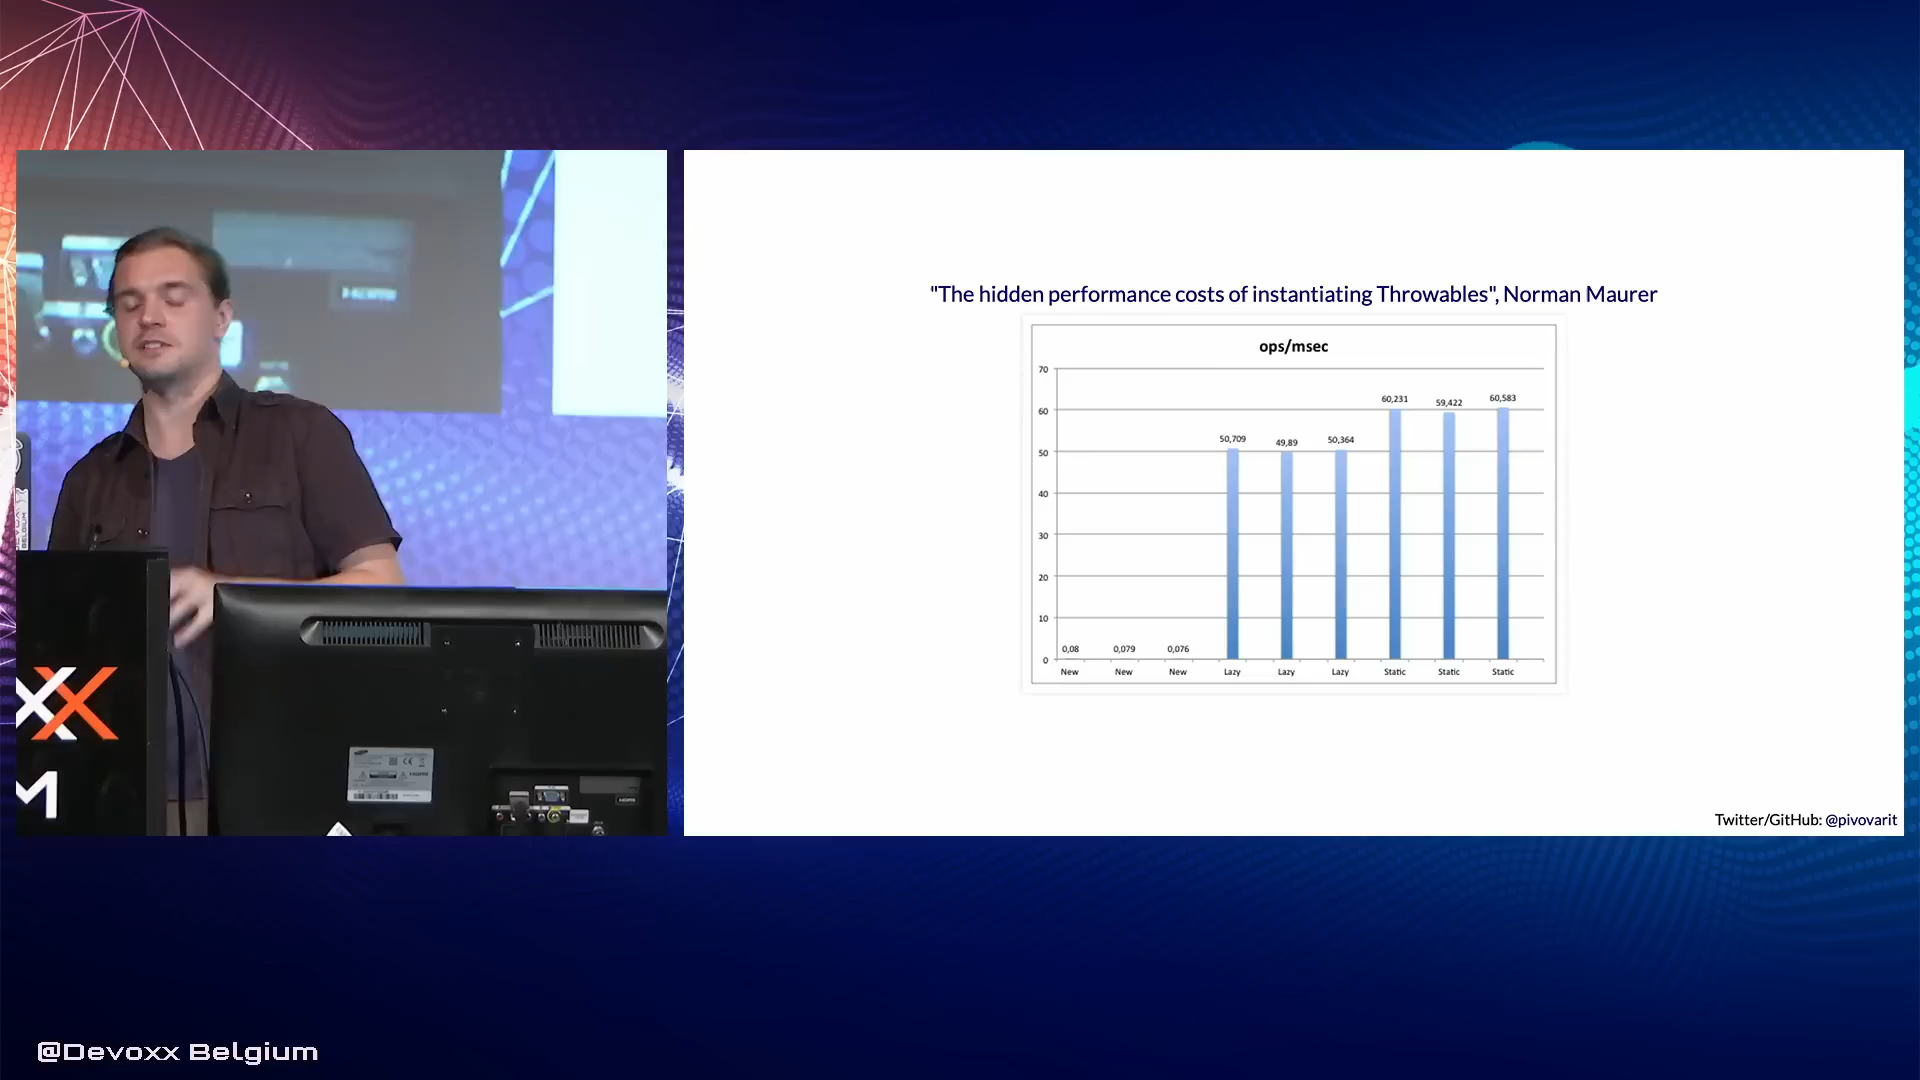 "The hidden performance costs of instantiating Throwables", Norman Maurer
ops/msec
70
60
50
40
30
20
10
0
60,231
59,422
60,583
50,709
49,89
50,364
0,08
0,079
0,076
New
New
New
Lazy
Lazy
Lazy
Static
Static
Static
Twitter/GitHub: @pivovarit
XX
M
@Devoxx Belgium